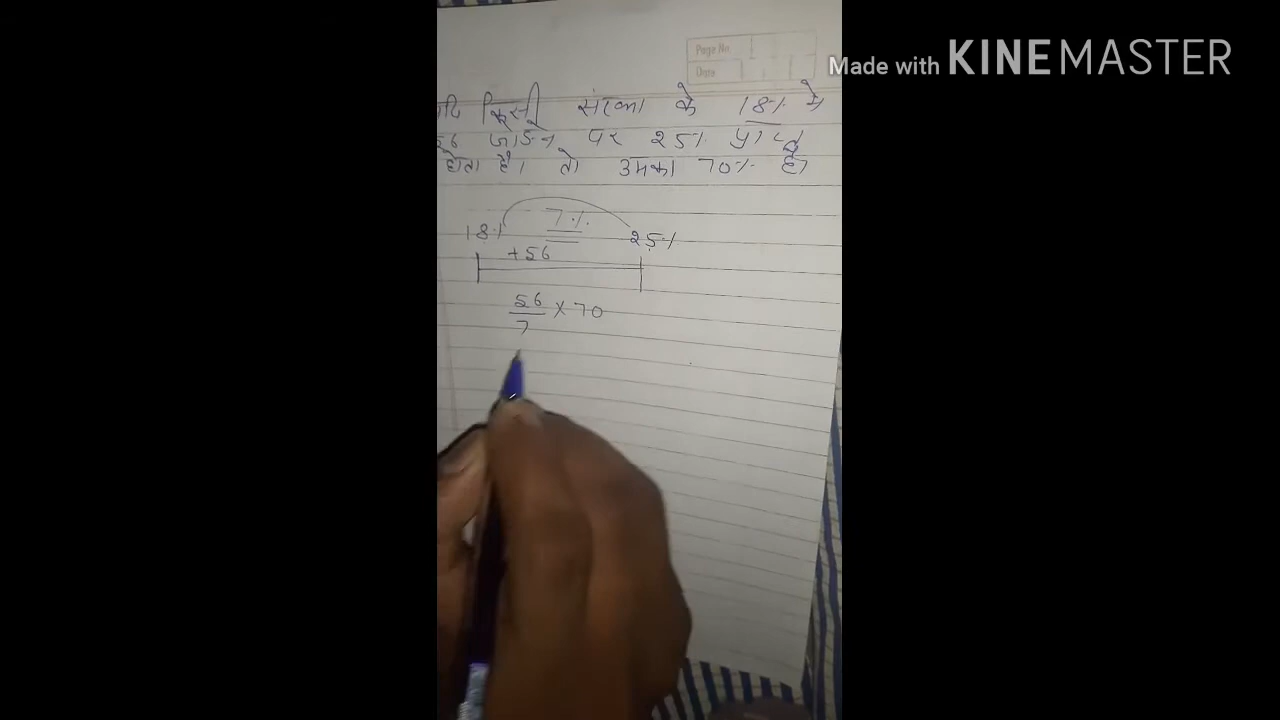 Made with KINEMASTER
Page No
Date
यदि किसी संख्या के 18% में
56 जोड़ने पर 25% प्राप्त
होता है। तो उसका 70% है
7%
18% 25%
+56
56/7 × 70